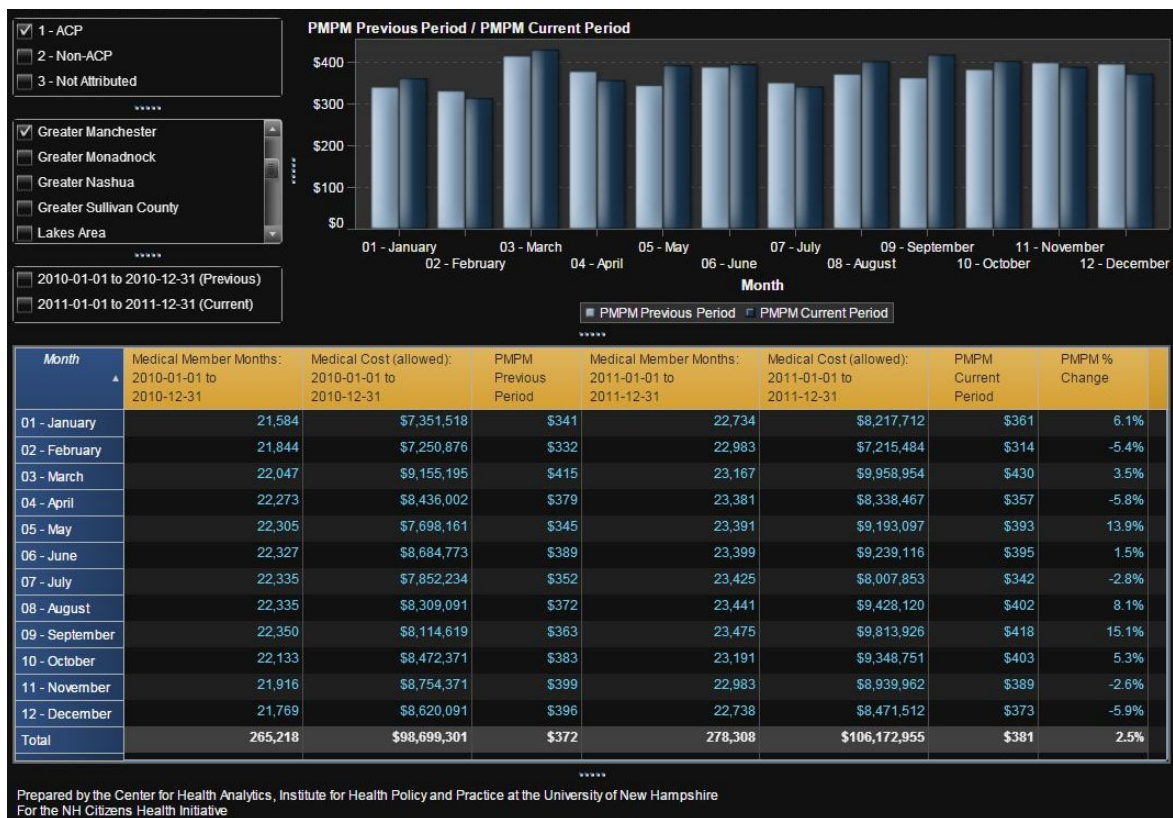 1 - ACP
2 - Non-ACP
3 - Not Attributed
Greater Manchester
Greater Monadnock
Greater Nashua
Greater Sullivan County
Lakes Area
2010-01-01 to 2010-12-31 (Previous)
2011-01-01 to 2011-12-31 (Current)
PMPM Previous Period / PMPM Current Period
$400
$300
$200
$100
$0
01 - January 03 - March 05 - May 07 - July 09 - September 11 - November
02 - February 04 - April 06 - June 08 - August 10 - October 12 - December
Month
PMPM Previous Period PMPM Current Period
Month Medical Member Months: Medical Cost (allowed): PMPM Medical Member Months: Medical Cost (allowed): PMPM PMPM %
2010-01-01 to 2010-01-01 to Previous 2011-01-01 to 2011-01-01 to Current Change
2010-12-31 2010-12-31 Period 2011-12-31 2011-12-31 Period
01 - January 21,584 $7,351,518 $341 22,734 $8,217,712 $361 6.1%
02 - February 21,844 $7,250,876 $332 22,983 $7,215,484 $314 -5.4%
03 - March 22,047 $9,155,195 $415 23,167 $9,958,954 $430 3.5%
04 - April 22,273 $8,436,002 $379 23,381 $8,338,467 $357 -5.8%
05 - May 22,305 $7,698,161 $345 23,391 $9,193,097 $393 13.9%
06 - June 22,327 $8,684,773 $389 23,399 $9,239,116 $395 1.5%
07 - July 22,335 $7,852,234 $352 23,425 $8,007,853 $342 -2.8%
08 - August 22,335 $8,309,091 $372 23,441 $9,428,120 $402 8.1%
09 - September 22,350 $8,114,619 $363 23,475 $9,813,926 $418 15.1%
10 - October 22,133 $8,472,371 $383 23,191 $9,348,751 $403 5.3%
11 - November 21,916 $8,754,371 $399 22,983 $8,939,962 $389 -2.6%
12 - December 21,769 $8,620,091 $396 22,738 $8,471,512 $373 -5.9%
Total 265,218 $98,699,301 $372 278,308 $106,172,955 $381 2.5%
Prepared by the Center for Health Analytics, Institute for Health Policy and Practice at the University of New Hampshire
For the NH Citizens Health Initiative